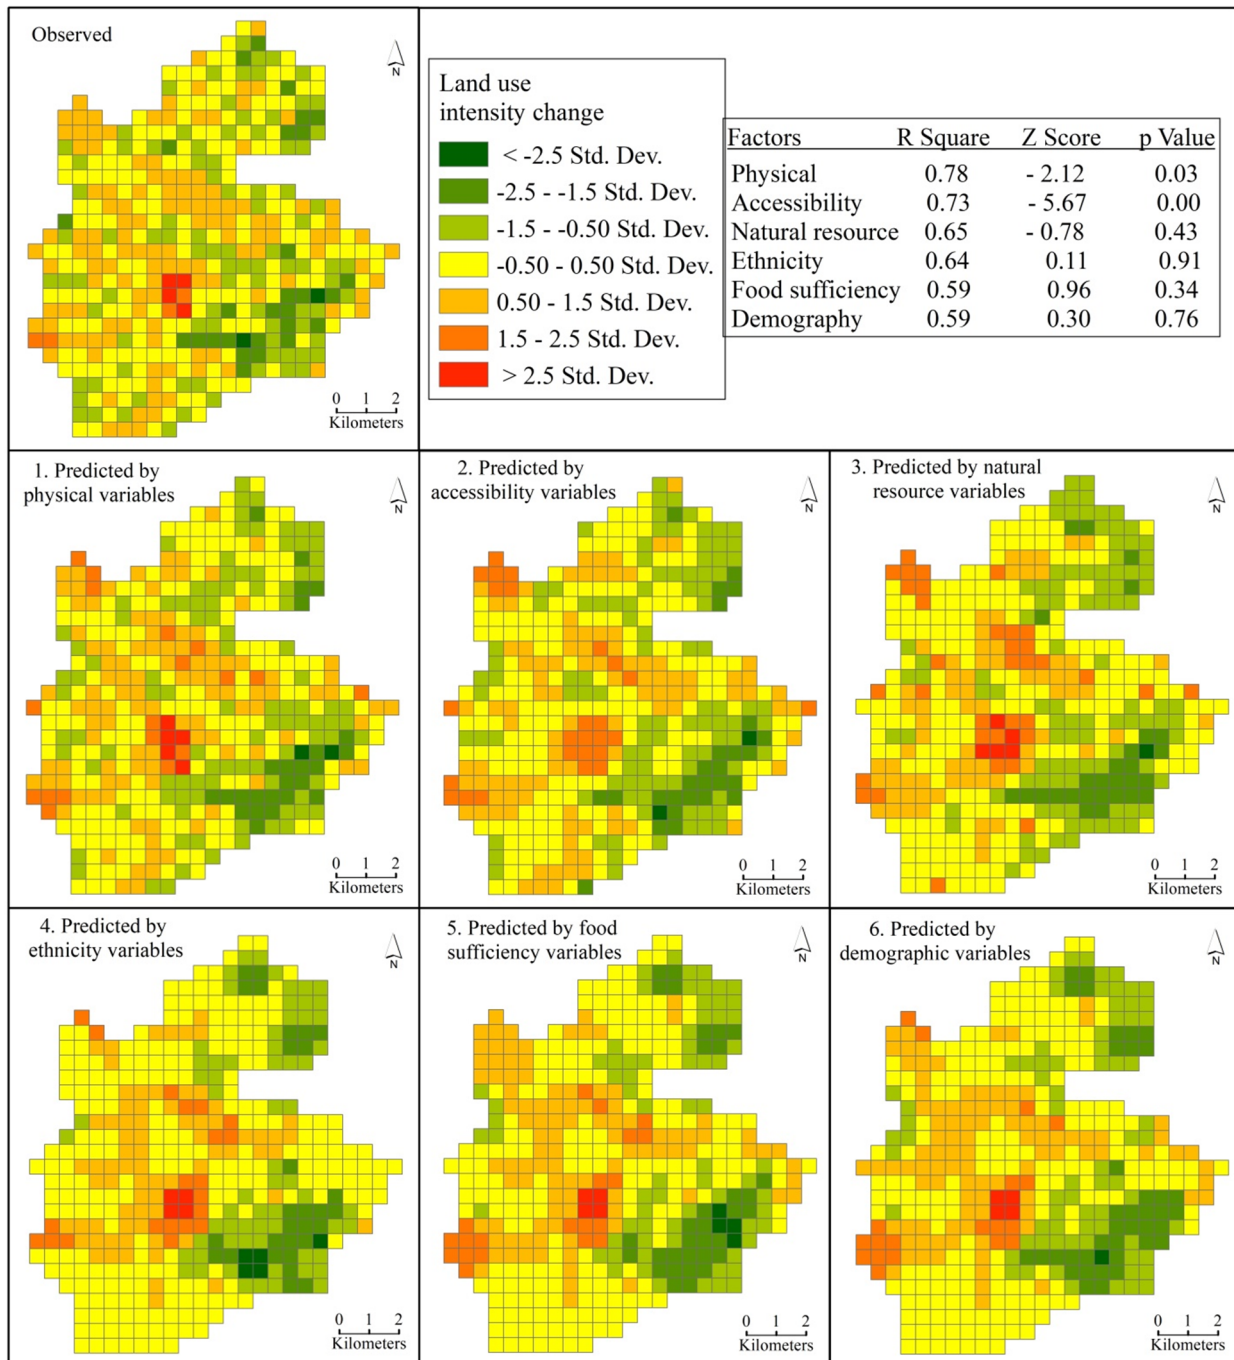 Observed
N
0 1 2
Kilometers
Land use
intensity change
< -2.5 Std. Dev.
-2.5 - -1.5 Std. Dev.
-1.5 - -0.50 Std. Dev.
-0.50 - 0.50 Std. Dev.
0.50 - 1.5 Std. Dev.
1.5 - 2.5 Std. Dev.
> 2.5 Std. Dev.
Factors R Square Z Score p Value
Physical 0.78 - 2.12 0.03
Accessibility 0.73 - 5.67 0.00
Natural resource 0.65 - 0.78 0.43
Ethnicity 0.64 0.11 0.91
Food sufficiency 0.59 0.96 0.34
Demography 0.59 0.30 0.76
1. Predicted by
physical variables
N
0 1 2
Kilometers
2. Predicted by
accessibility variables
N
0 1 2
Kilometers
3. Predicted by natural
resource variables
N
0 1 2
Kilometers
4. Predicted by
ethnicity variables
N
0 1 2
Kilometers
5. Predicted by food
sufficiency variables
N
0 1 2
Kilometers
6. Predicted by
demographic variables
N
0 1 2
Kilometers